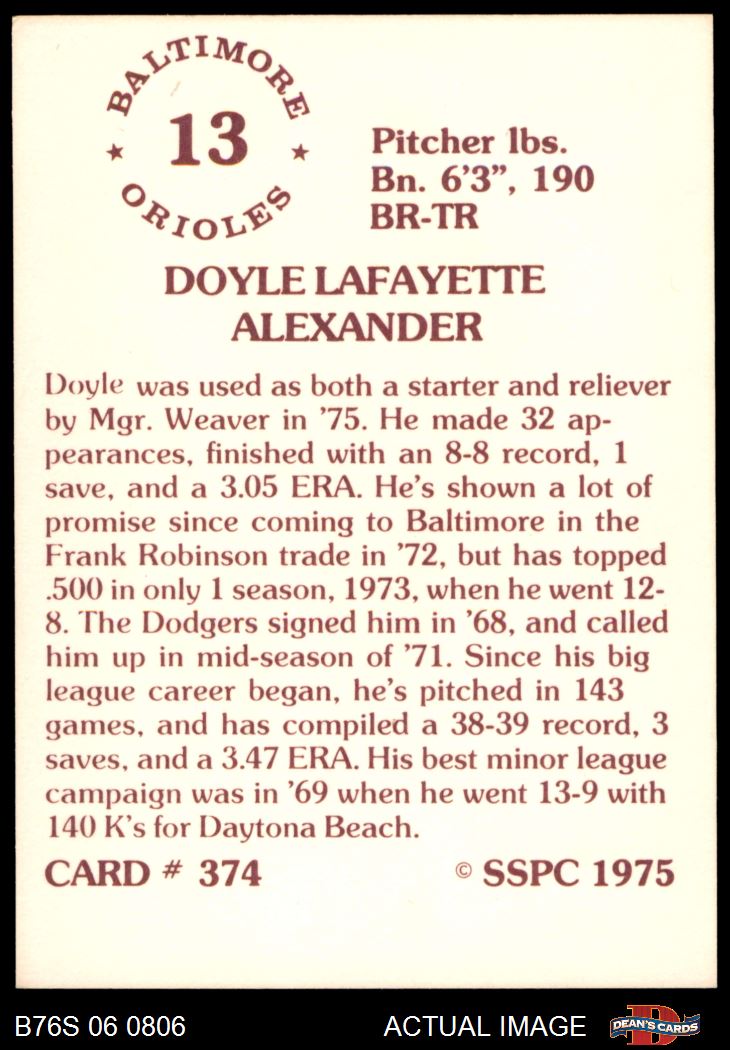 BALTIMORE
13
ORIOLES
Pitcher lbs.
Bn. 6'3", 190
BR-TR
DOYLE LAFAYETTE
ALEXANDER
Doyle was used as both a starter and reliever
by Mgr. Weaver in '75. He made 32 ap-
pearances, finished with an 8-8 record, 1
save, and a 3.05 ERA. He's shown a lot of
promise since coming to Baltimore in the
Frank Robinson trade in '72, but has topped
.500 in only 1 season, 1973, when he went 12-
8. The Dodgers signed him in '68, and called
him up in mid-season of '71. Since his big
league career began, he's pitched in 143
games, and has compiled a 38-39 record, 3
saves, and a 3.47 ERA. His best minor league
campaign was in '69 when he went 13-9 with
140 K's for Daytona Beach.
CARD # 374 © SSPC 1975
B76S 06 0806 ACTUAL IMAGE D DEAN'S CARDS